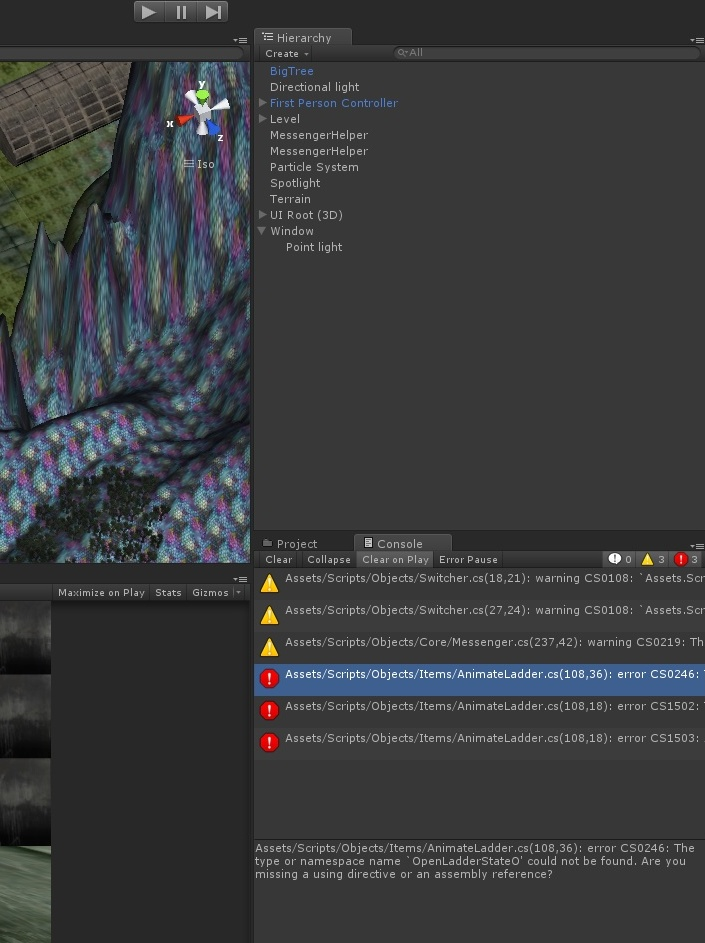 Hierarchy
Create
All
BigTree
Directional light
First Person Controller
Level
MessengerHelper
MessengerHelper
Particle System
Spotlight
Terrain
UI Root (3D)
Window
Point light
y
x
z
Iso
Project
Console
Clear
Collapse
Clear on Play
Error Pause
0
3
3
Maximize on Play
Stats
Gizmos
Assets/Scripts/Objects/Switcher.cs(18,21): warning CS0108: `Assets.Scr
Assets/Scripts/Objects/Switcher.cs(27,24): warning CS0108: `Assets.Scr
Assets/Scripts/Objects/Core/Messenger.cs(237,42): warning CS0219: Th
Assets/Scripts/Objects/Items/AnimateLadder.cs(108,36): error CS0246:
Assets/Scripts/Objects/Items/AnimateLadder.cs(108,18): error CS1502:
Assets/Scripts/Objects/Items/AnimateLadder.cs(108,18): error CS1503:
Assets/Scripts/Objects/Items/AnimateLadder.cs(108,36): error CS0246: The
type or namespace name `OpenLadderStateO' could not be found. Are you
missing a using directive or an assembly reference?